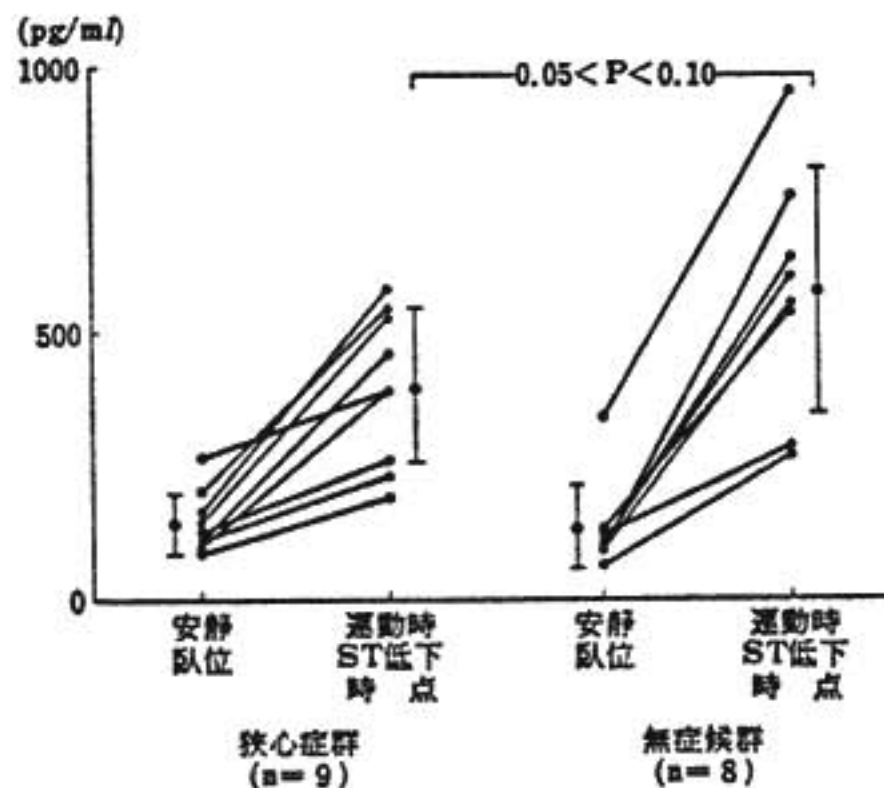 (pg/ml)
1000
0.05<P<0.10
500
0
安静
臥位
運動時
ST低下
時 点
安静
臥位
運動時
ST低下
時 点
狭心症群
(n=9)
無症候群
(n=8)